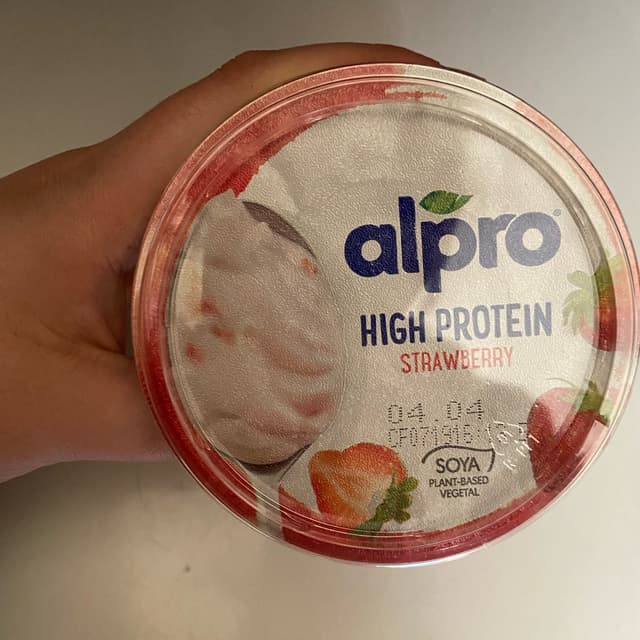 alpro
HIGH PROTEIN
STRAWBERRY
04.04
SOYA
PLANT-BASED
VEGETAL